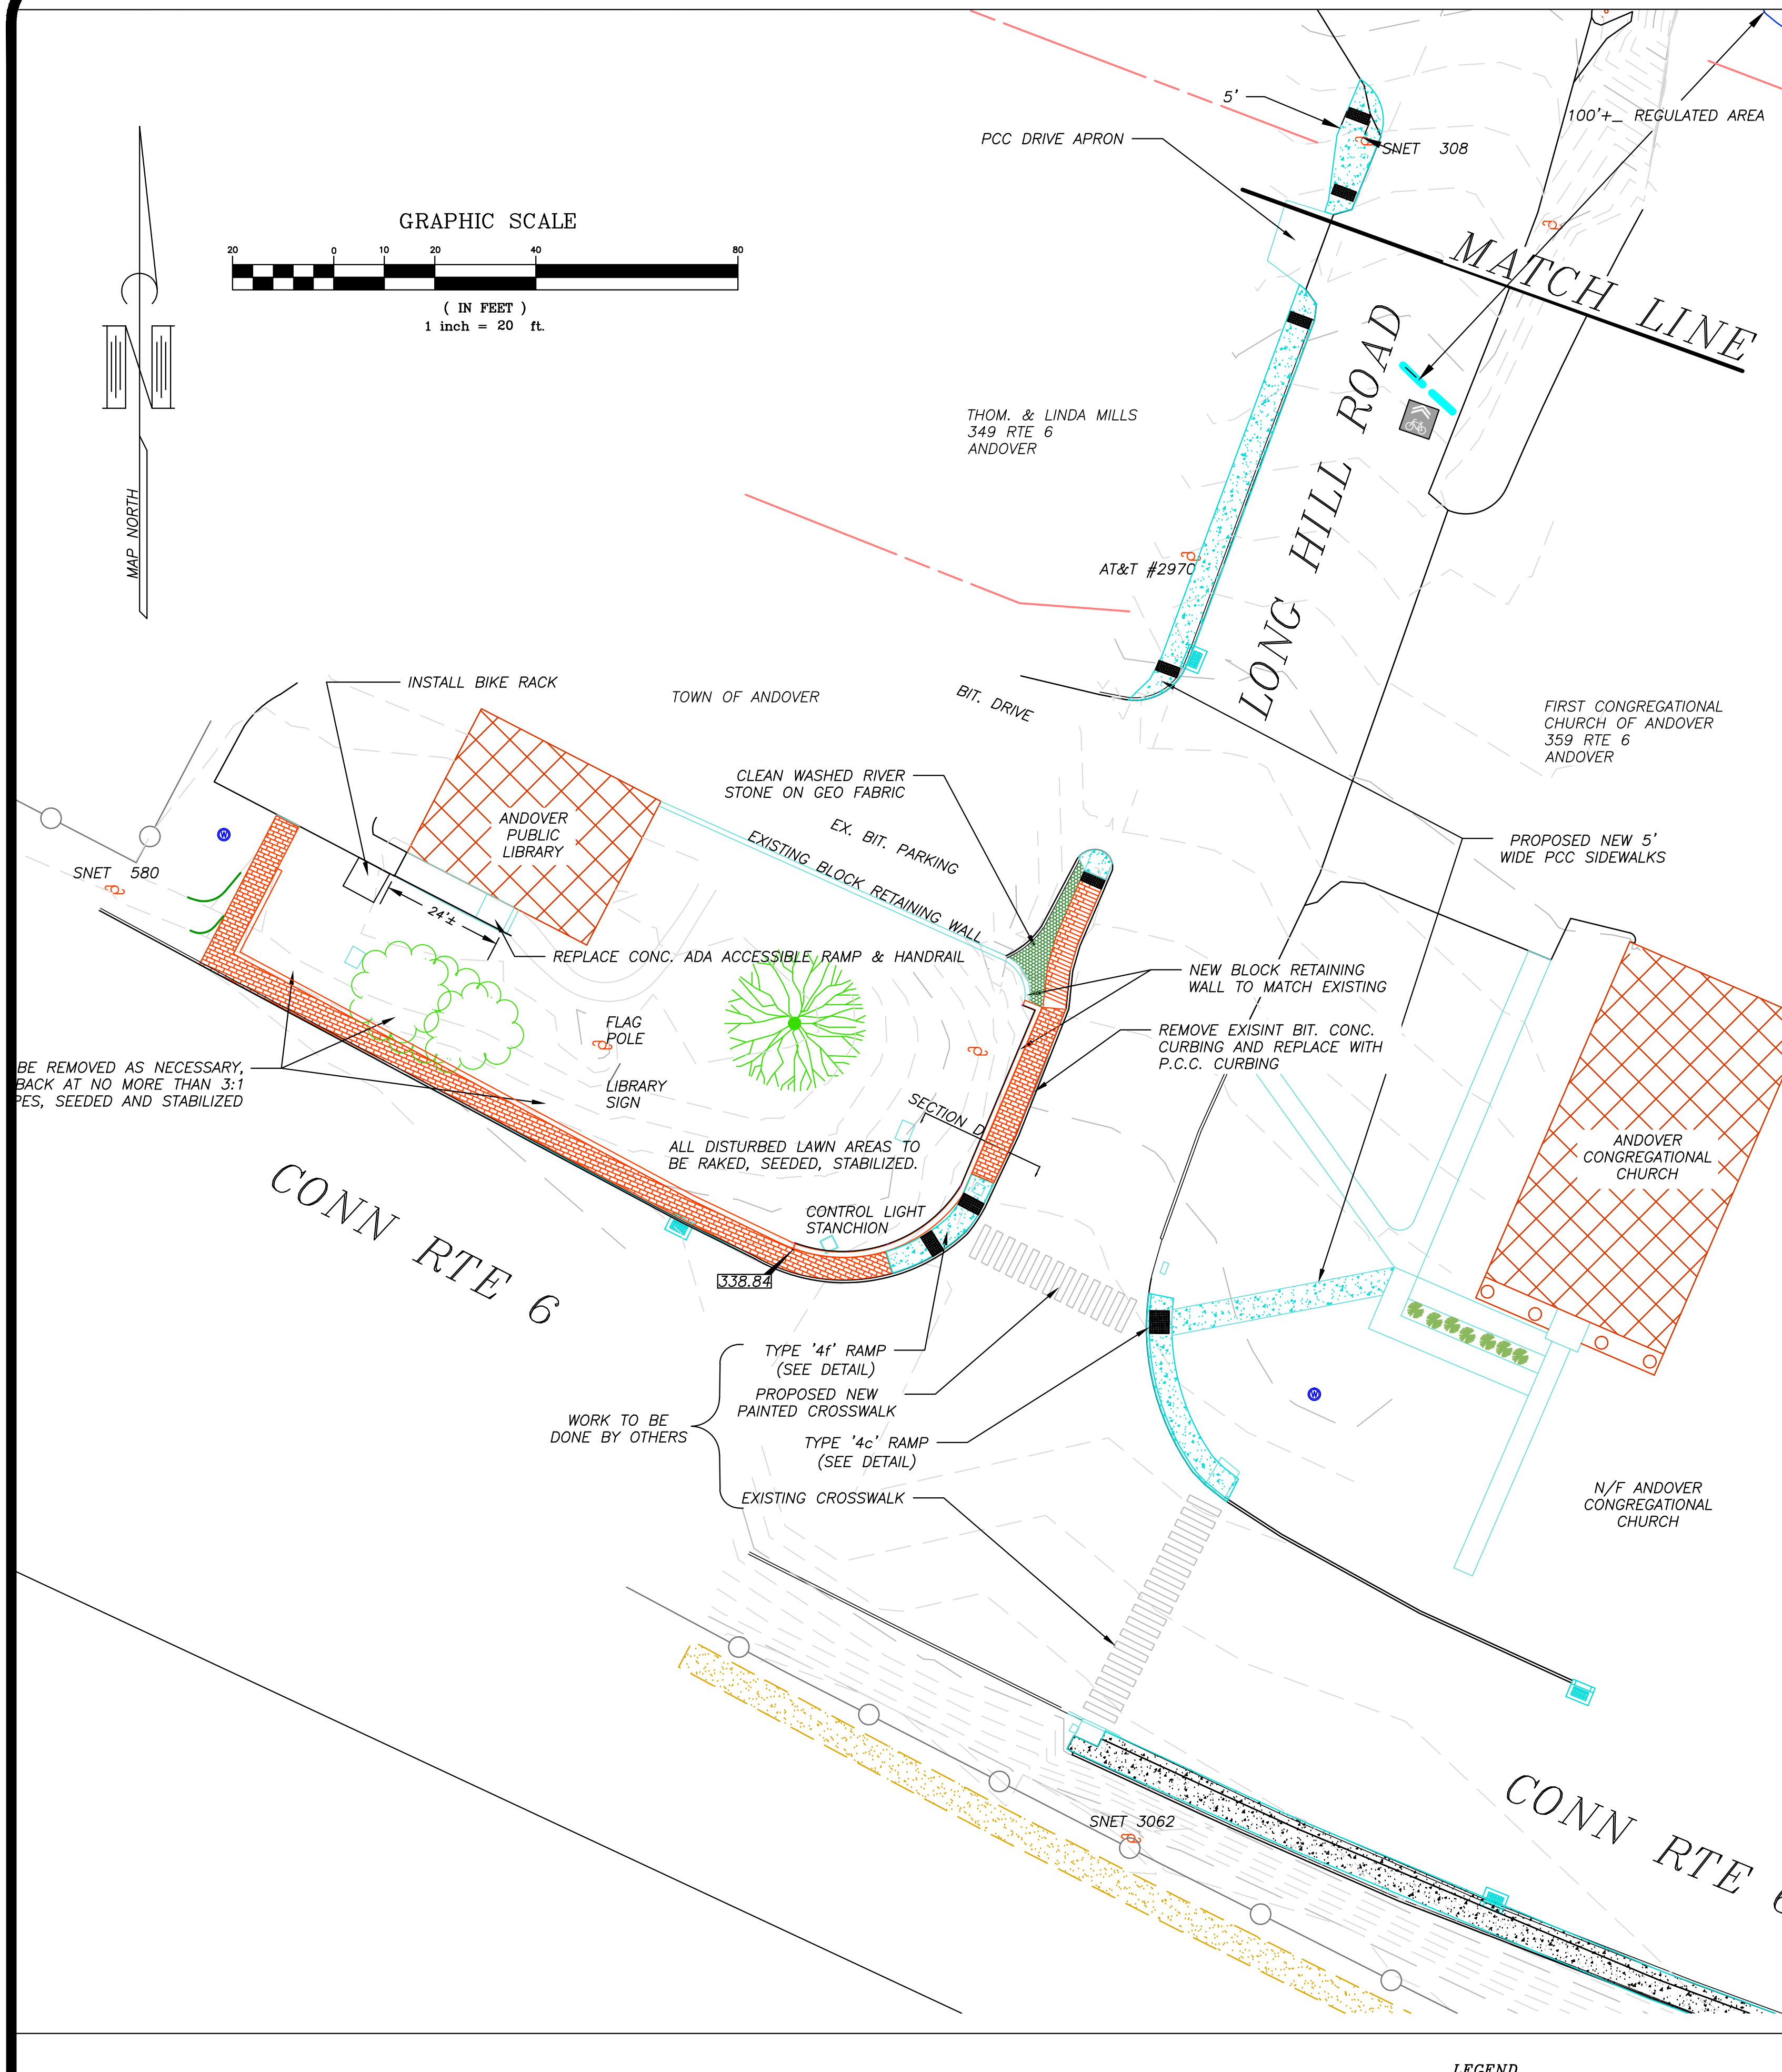 5'
100'+_ REGULATED AREA
PCC DRIVE APRON
SNET 308
GRAPHIC SCALE
20 0 10 20 40 80
( IN FEET )
1 inch = 20 ft.
MATCH LINE
LONG HILL ROAD
THOM. & LINDA MILLS
349 RTE 6
ANDOVER
MAP NORTH
N
AT&T #2970
INSTALL BIKE RACK
TOWN OF ANDOVER
BIT. DRIVE
FIRST CONGREGATIONAL
CHURCH OF ANDOVER
359 RTE 6
ANDOVER
CLEAN WASHED RIVER
STONE ON GEO FABRIC
ANDOVER
PUBLIC
LIBRARY
EX. BIT. PARKING
EXISTING BLOCK RETAINING WALL
W
PROPOSED NEW 5'
WIDE PCC SIDEWALKS
SNET 580
24'±
REPLACE CONC. ADA ACCESSIBLE RAMP & HANDRAIL
NEW BLOCK RETAINING
WALL TO MATCH EXISTING
FLAG
POLE
REMOVE EXISINT BIT. CONC.
CURBING AND REPLACE WITH
P.C.C. CURBING
BE REMOVED AS NECESSARY,
BACK AT NO MORE THAN 3:1
PES, SEEDED AND STABILIZED
LIBRARY
SIGN
SECTION D
ALL DISTURBED LAWN AREAS TO
BE RAKED, SEEDED, STABILIZED.
ANDOVER
CONGREGATIONAL
CHURCH
CONN RTE 6
CONTROL LIGHT
STANCHION
338.84
TYPE '4f' RAMP
(SEE DETAIL)
PROPOSED NEW
PAINTED CROSSWALK
WORK TO BE
DONE BY OTHERS
TYPE '4c' RAMP
(SEE DETAIL)
EXISTING CROSSWALK
W
N/F ANDOVER
CONGREGATIONAL
CHURCH
SNET 3062
CONN RTE 6
LEGEND